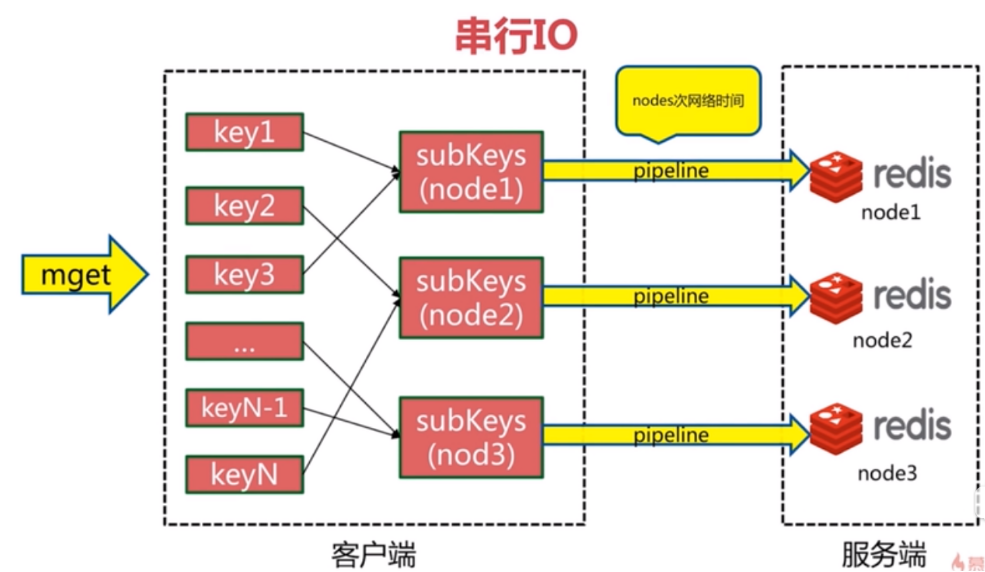 串行IO
nodes次网络时间
mget
key1
key2
key3
...
keyN-1
keyN
subKeys
(node1)
subKeys
(node2)
subKeys
(nod3)
pipeline
pipeline
pipeline
redis
node1
redis
node2
redis
node3
客户端
服务端